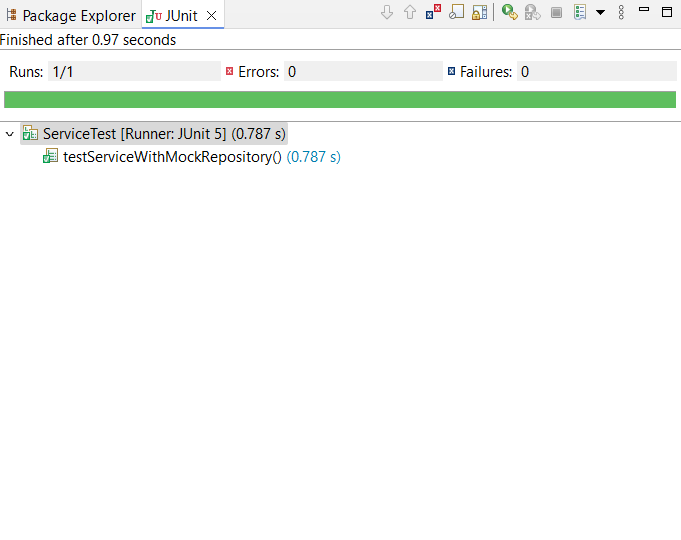 Package Explorer JUnit
Finished after 0.97 seconds
Runs: 1/1 Errors: 0 Failures: 0
ServiceTest [Runner: JUnit 5] (0.787 s)
testServiceWithMockRepository() (0.787 s)